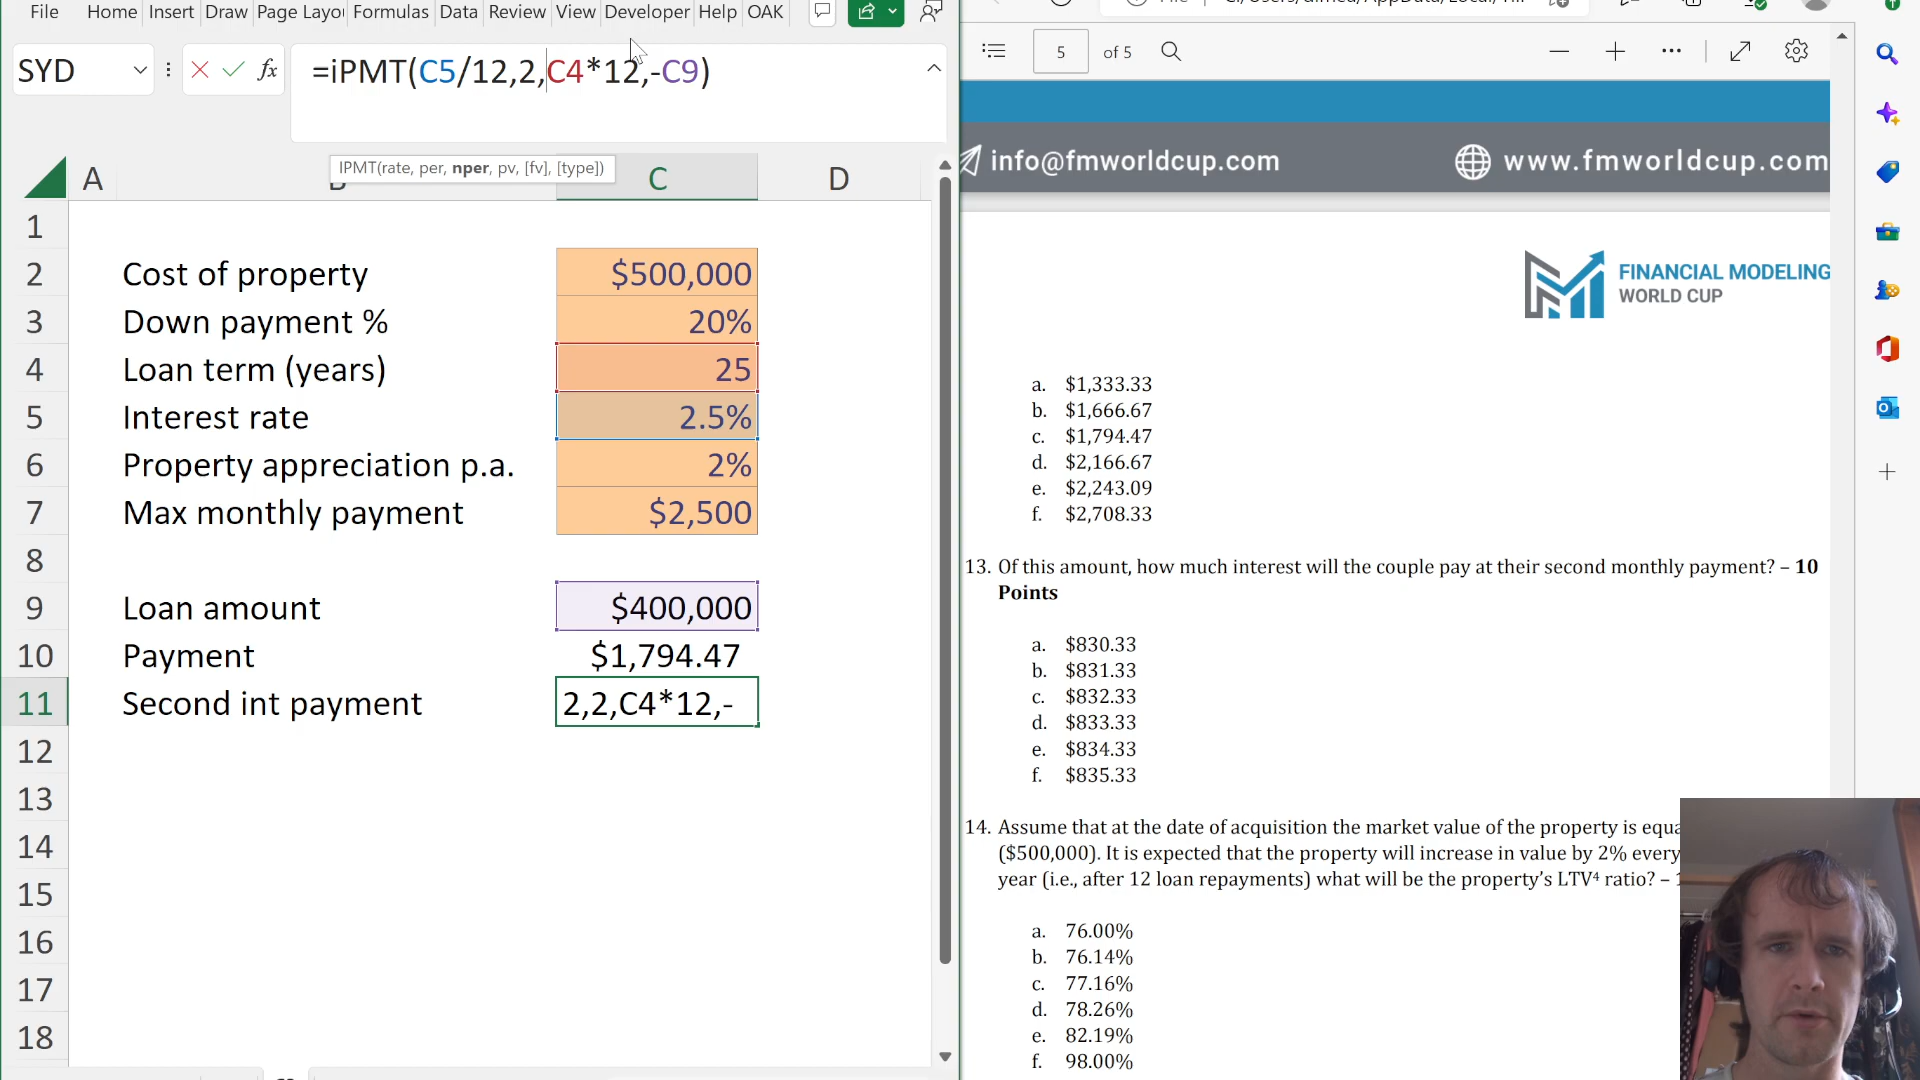 File Home Insert Draw Page Layou Formulas Data Review View Developer Help Login OAK
SYD
fx
=iPMT(C5/12,2,C4*12,-C9)
IPMT(rate, per, nper, pv, [fv], [type])
A C D
1
2 Cost of property $500,000
3 Down payment % 20%
4 Loan term (years) 25
5 Interest rate 2.5%
6 Property appreciation p.a. 2%
7 Max monthly payment $2,500
8
9 Loan amount $400,000
10 Payment $1,794.47
11 Second int payment 2,2,C4*12,-
12
13
14
15
16
17
18
5 of 5
info@fmworldcup.com www.fmworldcup.com
FINANCIAL MODELING
WORLD CUP
a. $1,333.33
b. $1,666.67
c. $1,794.47
d. $2,166.67
e. $2,243.09
f. $2,708.33
13. Of this amount, how much interest will the couple pay at their second monthly payment? – 10
Points
a. $830.33
b. $831.33
c. $832.33
d. $833.33
e. $834.33
f. $835.33
14. Assume that at the date of acquisition the market value of the property is equa
($500,000). It is expected that the property will increase in value by 2% every
year (i.e., after 12 loan repayments) what will be the property's LTV⁴ ratio? –
a. 76.00%
b. 76.14%
c. 77.16%
d. 78.26%
e. 82.19%
f. 98.00%